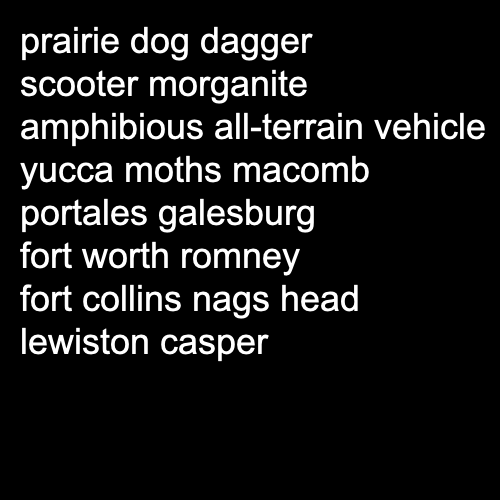 prairie dog dagger
scooter morganite
amphibious all-terrain vehicle
yucca moths macomb
portales galesburg
fort worth romney
fort collins nags head
lewiston casper